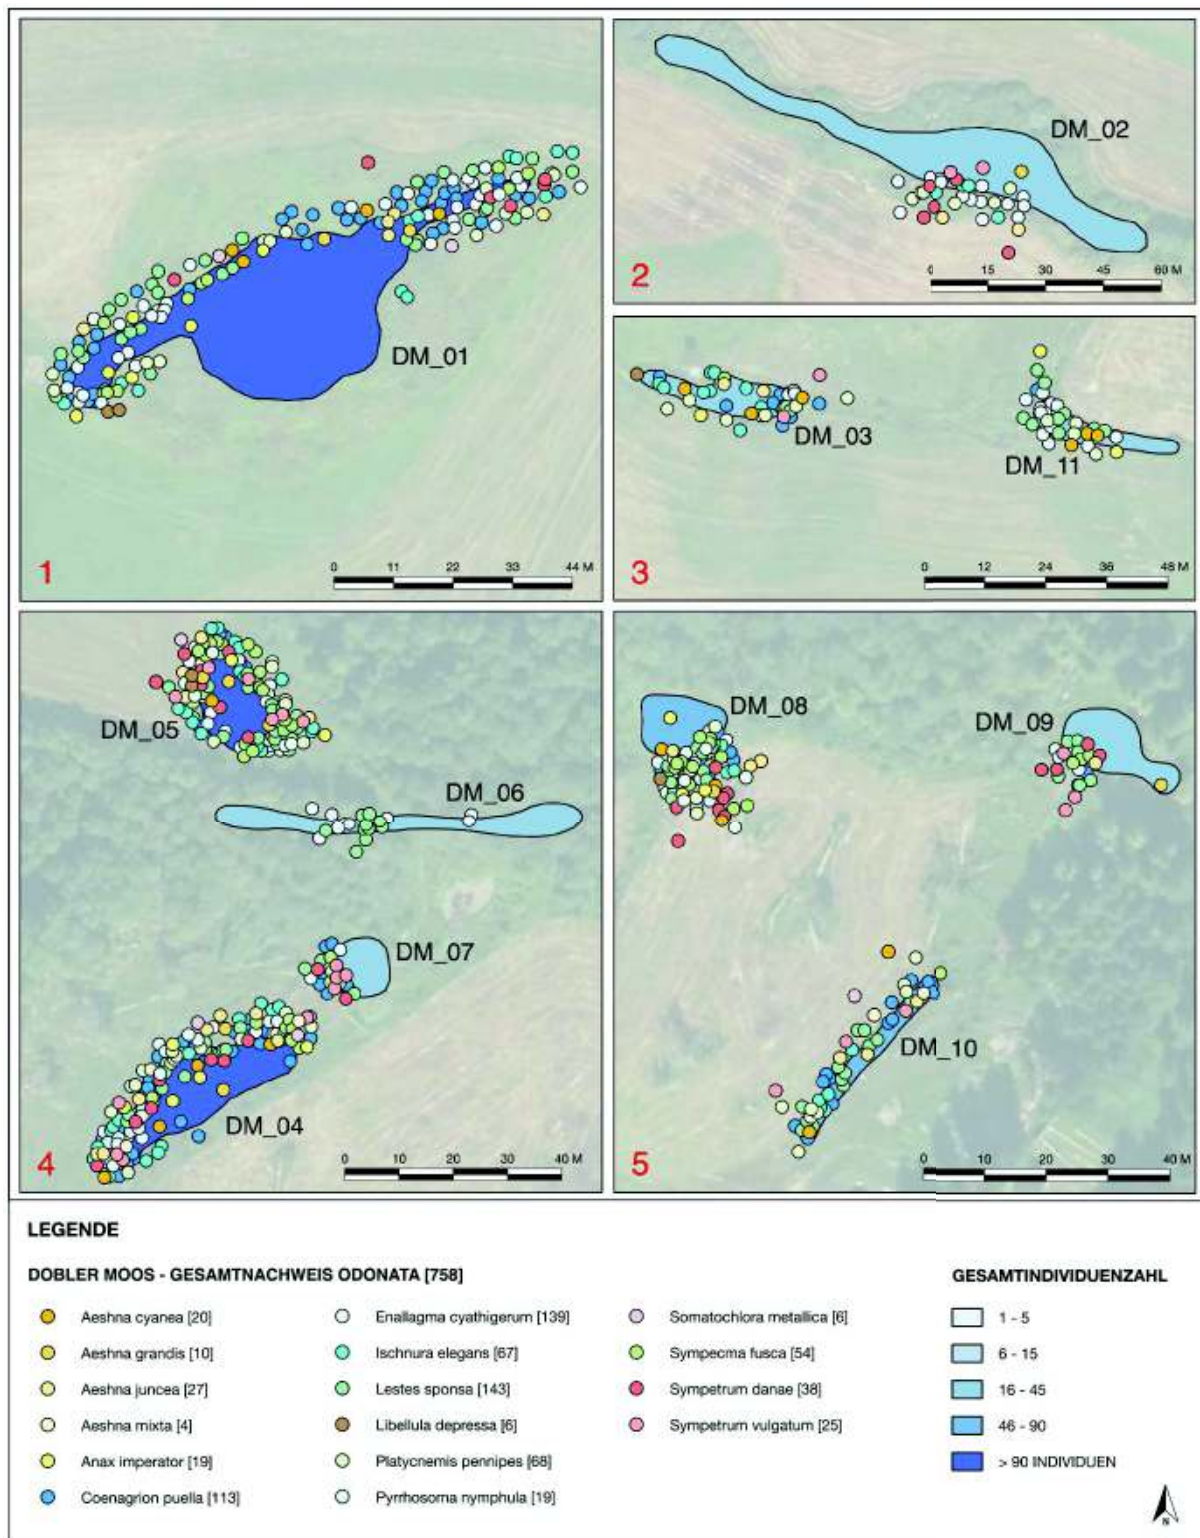 DM_01
1
0 11 22 33 44 M
DM_02
2
0 15 30 45 60 M
DM_03
DM_11
3
0 12 24 36 48 M
DM_05
DM_06
DM_07
DM_04
4
0 10 20 30 40 M
DM_08
DM_09
DM_10
5
0 10 20 30 40 M
LEGENDE
DOBLER MOOS - GESAMTNACHWEIS ODONATA [758]
Aeshna cyanea [20]
Aeshna grandis [10]
Aeshna juncea [27]
Aeshna mixta [4]
Anax imperator [19]
Coenagrion puella [113]
Enallagma cyathigerum [139]
Ischnura elegans [67]
Lestes sponsa [143]
Libellula depressa [6]
Platycnemis pennipes [68]
Pyrrhosoma nymphula [19]
Somatochlora metallica [6]
Sympecma fusca [54]
Sympetrum danae [38]
Sympetrum vulgatum [25]
GESAMTINDIVIDUENZAHL
1 - 5
6 - 15
16 - 45
46 - 90
> 90 INDIVIDUEN
N